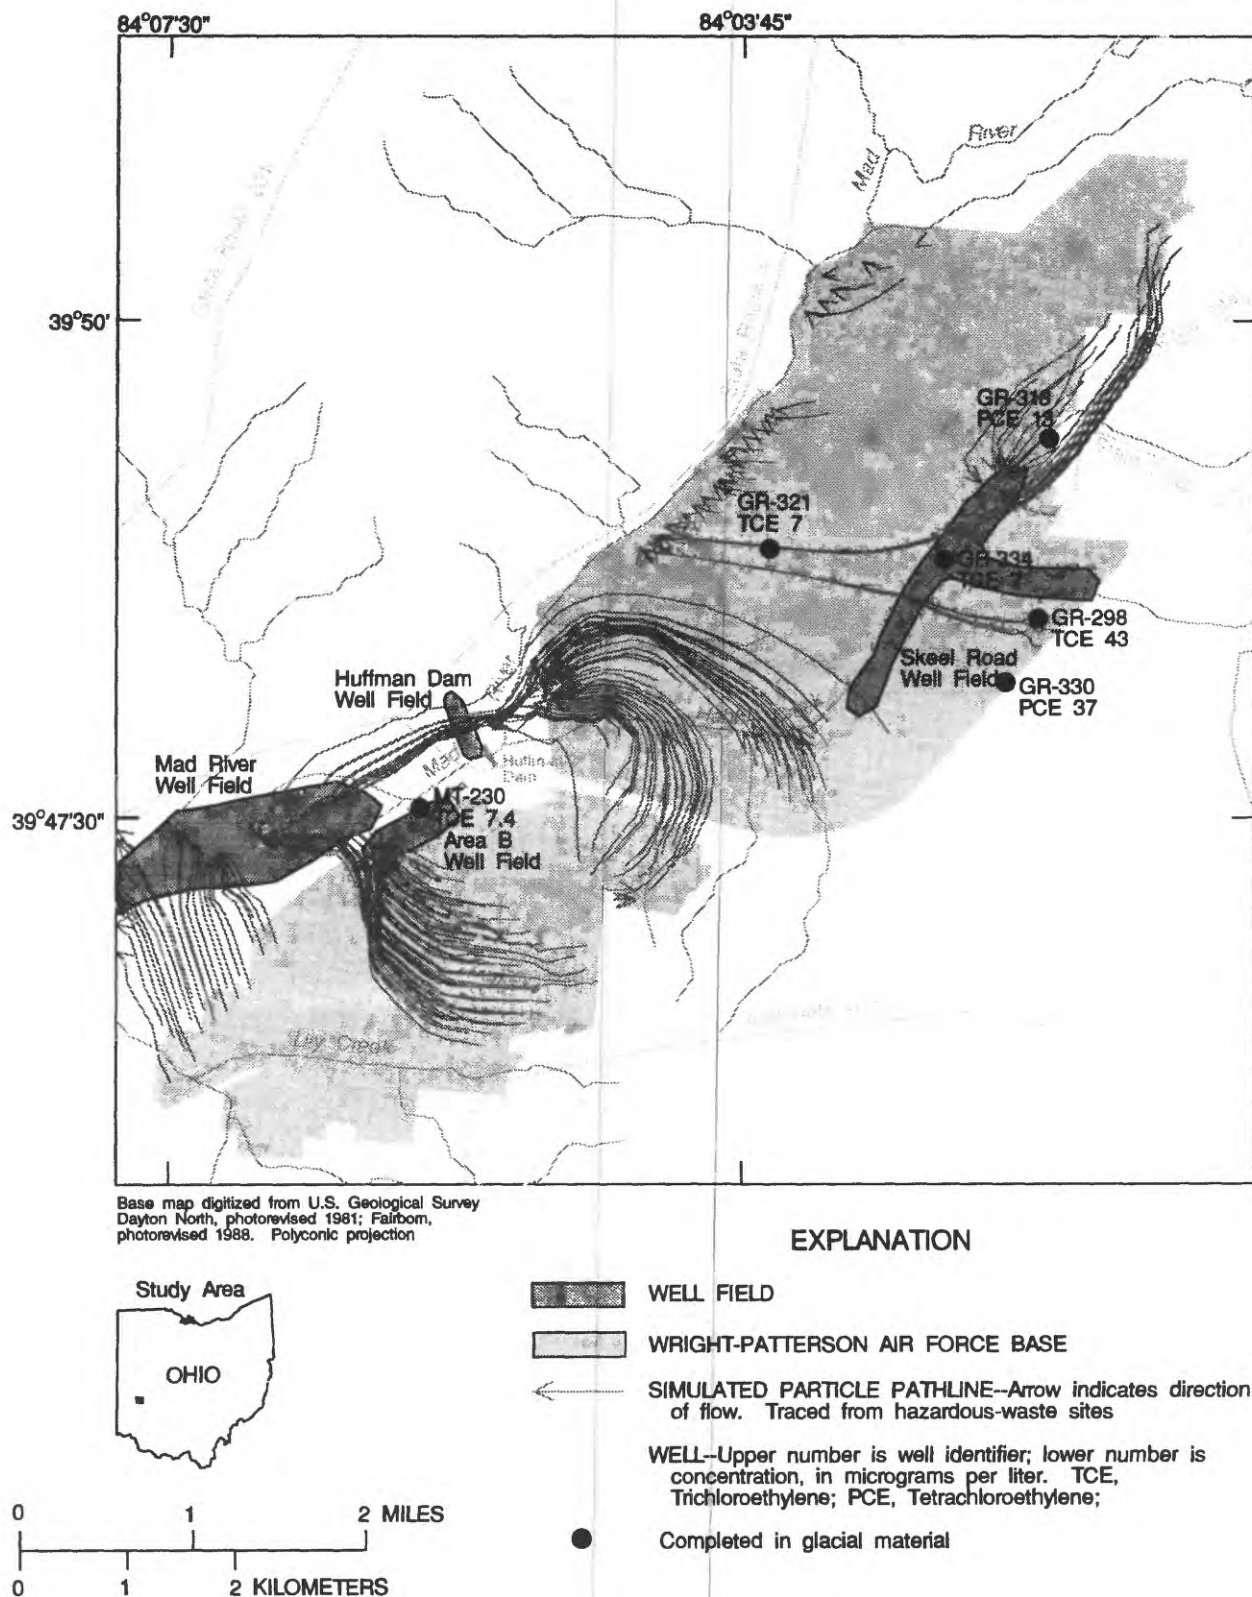 84°07'30"
84°03'45"
River
Mad
39°50'
GR-318
PCE 13
GR-321
TCE 7
GR-334
TCE 7
GR-298
TCE 43
Skeel Road
Well Field
GR-330
PCE 37
Huffman Dam
Well Field
Mad
Dam
Mad River
Well Field
39°47'30"
MT-230
TCE 7.4
Area B
Well Field
Lily Creek
Base map digitized from U.S. Geological Survey
Dayton North, photorevised 1981; Fairborn,
photorevised 1988. Polyconic projection
EXPLANATION
Study Area
OHIO
WELL FIELD
WRIGHT-PATTERSON AIR FORCE BASE
SIMULATED PARTICLE PATHLINE--Arrow indicates direction
of flow. Traced from hazardous-waste sites
WELL--Upper number is well identifier; lower number is
concentration, in micrograms per liter. TCE,
Trichloroethylene; PCE, Tetrachloroethylene;
Completed in glacial material
0 1 2 MILES
0 1 2 KILOMETERS